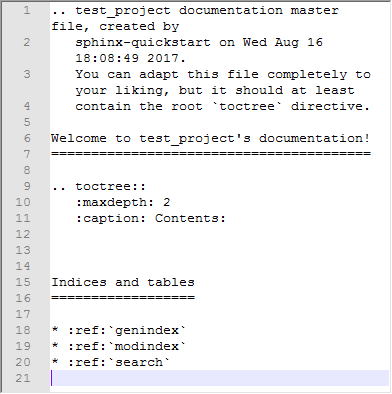 1 .. test_project documentation master
file, created by
2    sphinx-quickstart on Wed Aug 16
   18:08:49 2017.
3    You can adapt this file completely to
   your liking, but it should at least
4    contain the root `toctree` directive.
5
6 Welcome to test_project's documentation!
7 ========================================
8
9 .. toctree::
10    :maxdepth: 2
11    :caption: Contents:
12
13
14
15 Indices and tables
16 ==================
17
18 * :ref:`genindex`
19 * :ref:`modindex`
20 * :ref:`search`
21